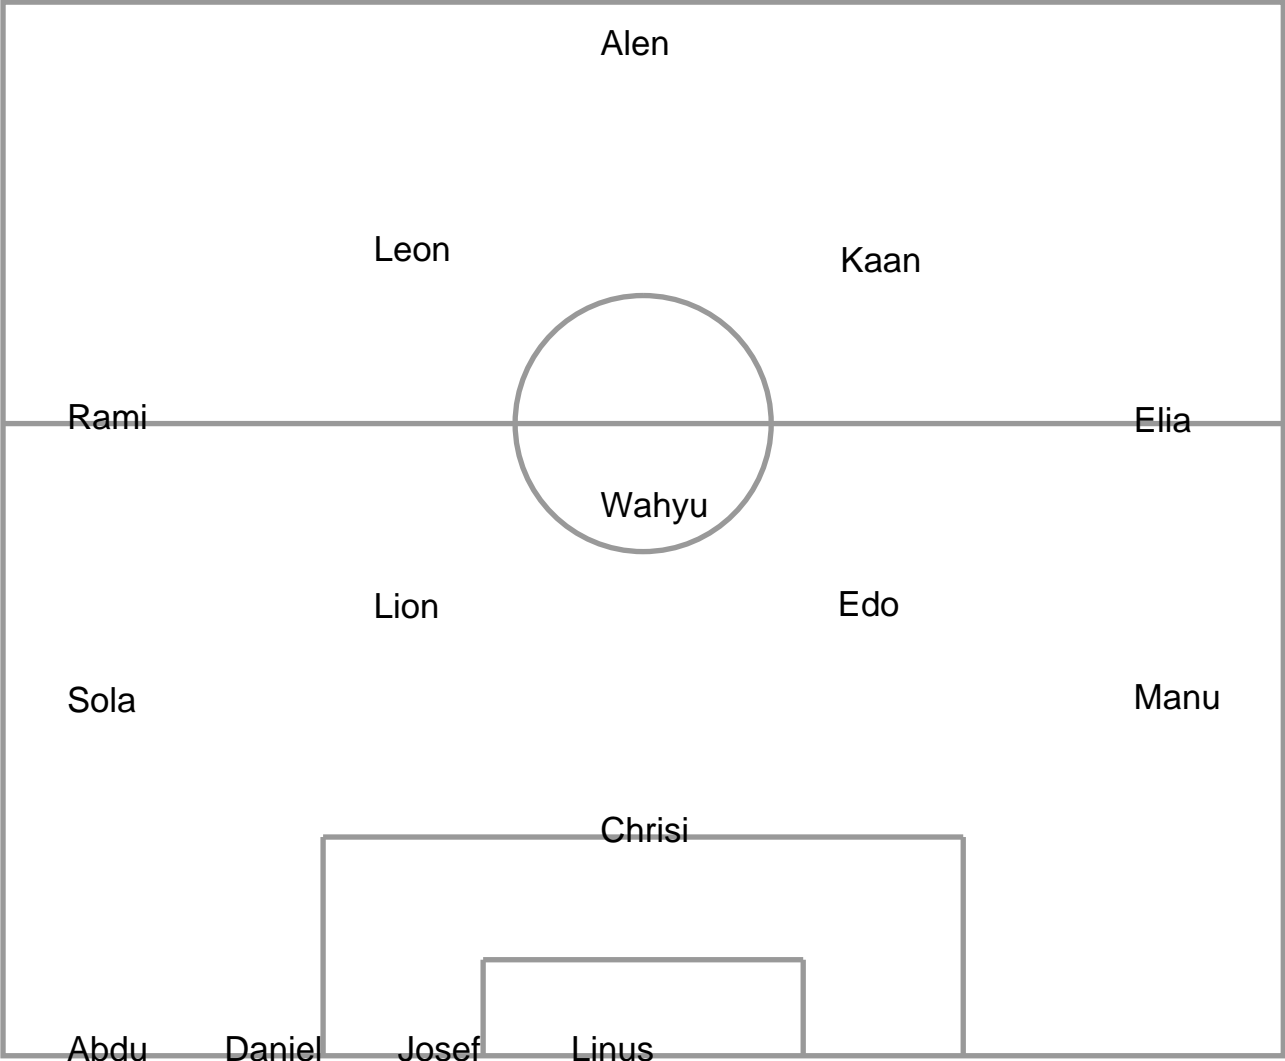 Alen
Leon Kaan
Rami Elia
Wahyu
Lion Edo
Sola Manu
Chrisi
Abdu Daniel Josef Linus